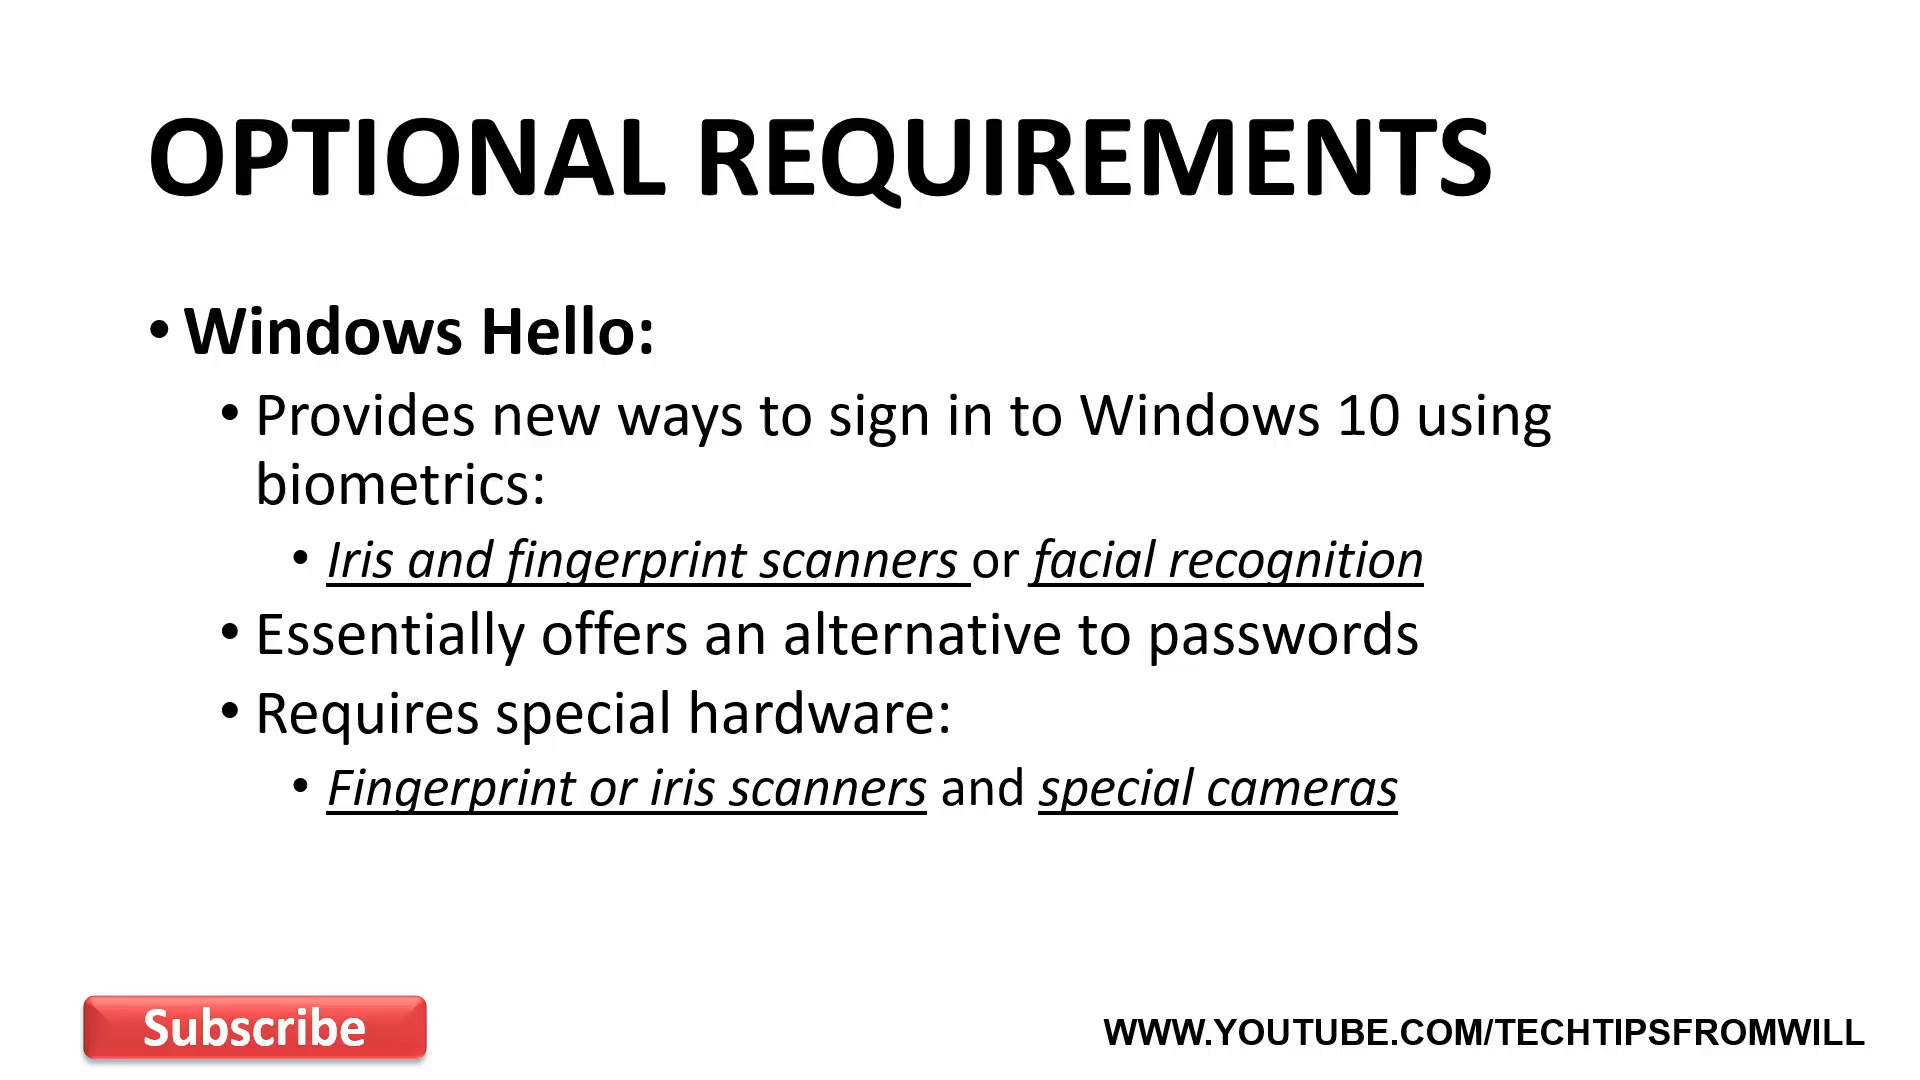 OPTIONAL REQUIREMENTS
• Windows Hello:
• Provides new ways to sign in to Windows 10 using
biometrics:
• Iris and fingerprint scanners or facial recognition
• Essentially offers an alternative to passwords
• Requires special hardware:
• Fingerprint or iris scanners and special cameras
Subscribe
WWW.YOUTUBE.COM/TECHTIPSFROMWILL